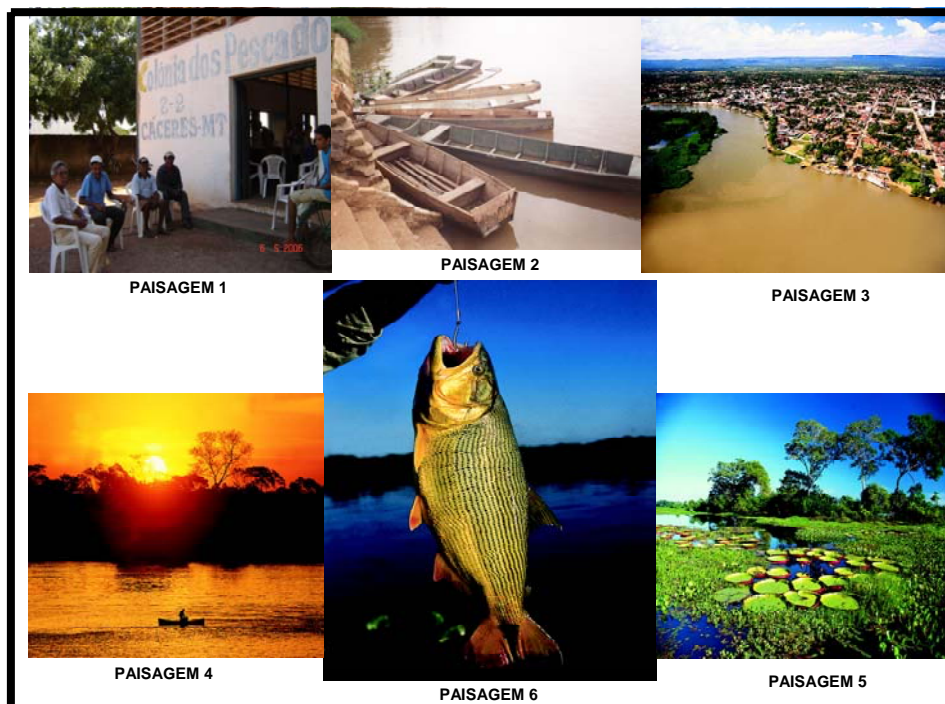 Colônia dos Pescado
Z-2
CÁCERES-MT
6 5 2006
PAISAGEM 1
PAISAGEM 2
PAISAGEM 3
PAISAGEM 4
PAISAGEM 6
PAISAGEM 5